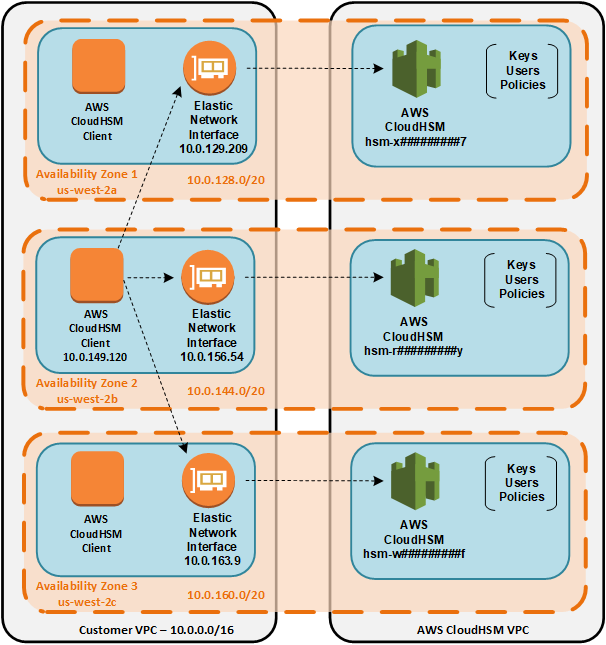 AWS
CloudHSM
Client
Elastic
Network
Interface
10.0.129.209
AWS
CloudHSM
hsm-x#########7
Keys
Users
Policies
Availability Zone 1
us-west-2a
10.0.128.0/20
AWS
CloudHSM
Client
10.0.149.120
Elastic
Network
Interface
10.0.156.54
AWS
CloudHSM
hsm-r#########y
Keys
Users
Policies
Availability Zone 2
us-west-2b
10.0.144.0/20
AWS
CloudHSM
Client
Elastic
Network
Interface
10.0.163.9
AWS
CloudHSM
hsm-w#########f
Keys
Users
Policies
Availability Zone 3
us-west-2c
10.0.160.0/20
Customer VPC – 10.0.0.0/16
AWS CloudHSM VPC